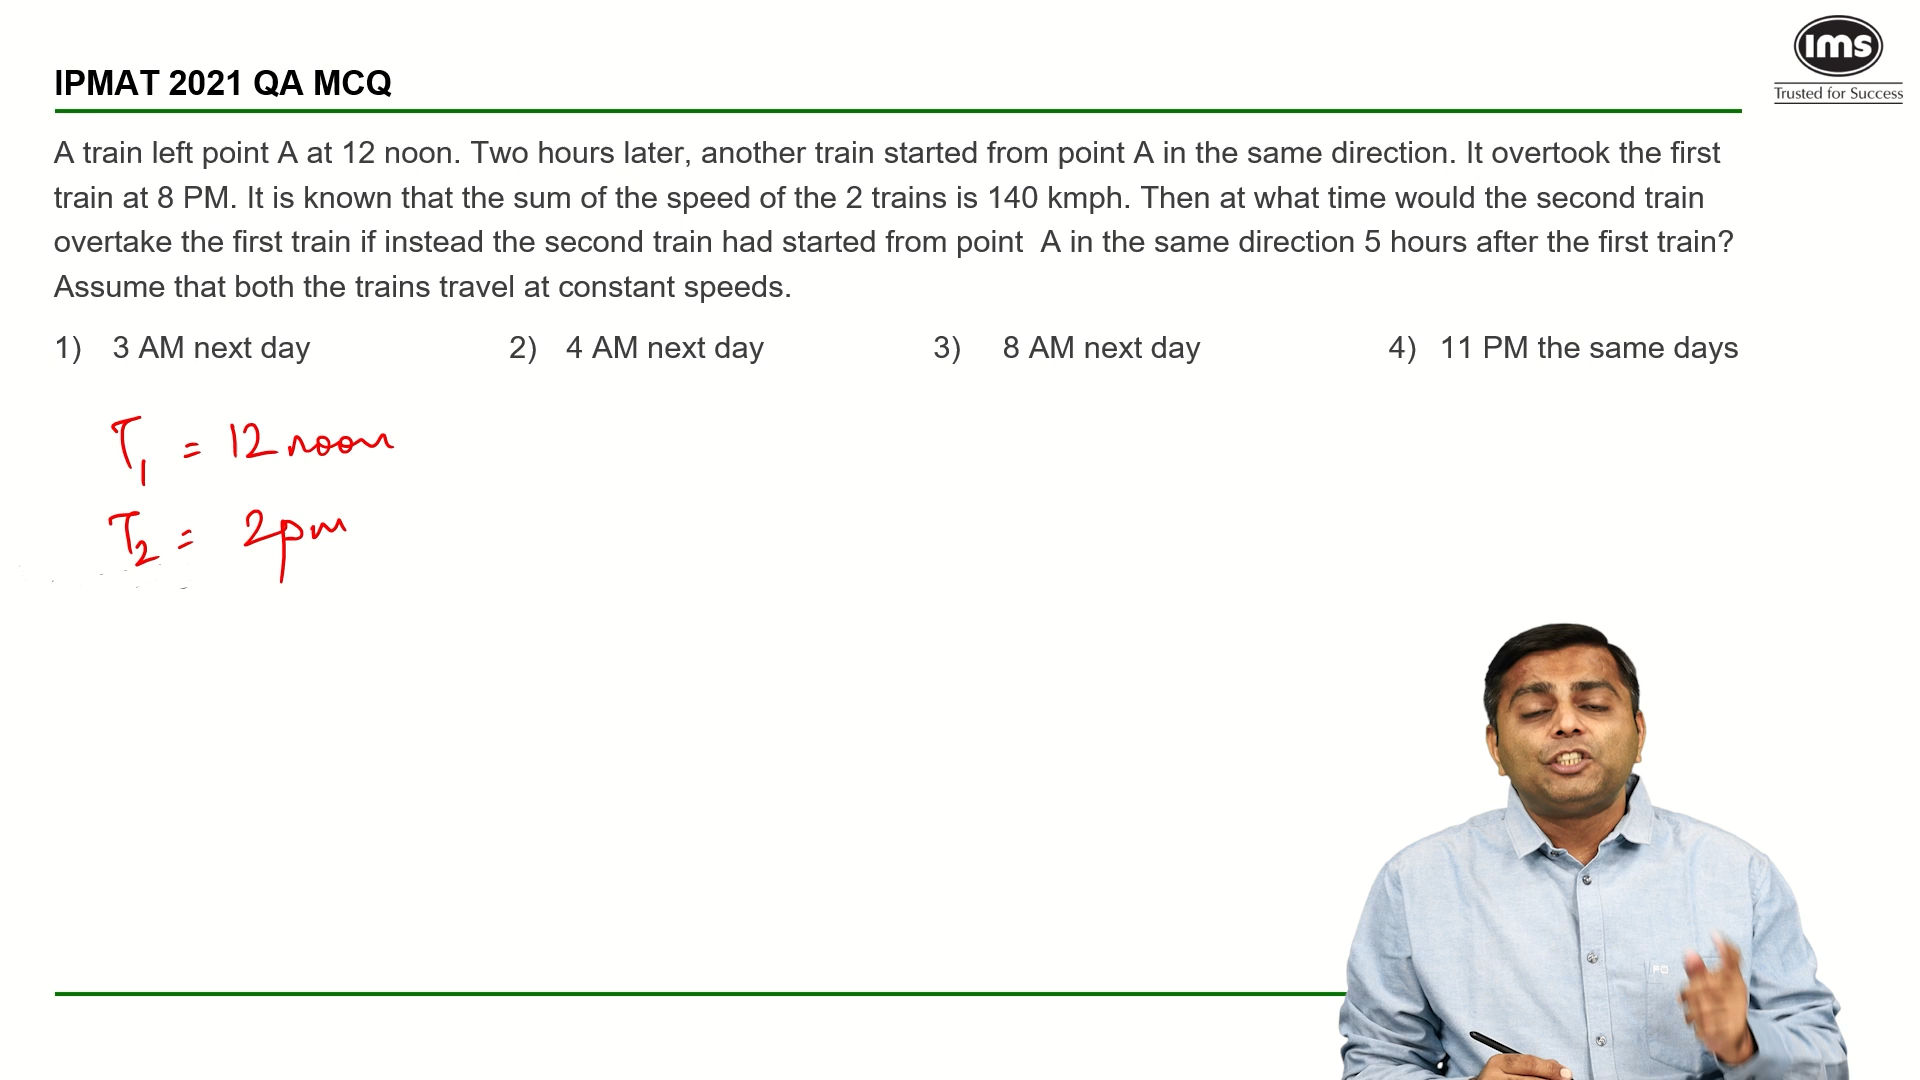 ims
Trusted for Success
IPMAT 2021 QA MCQ
A train left point A at 12 noon. Two hours later, another train started from point A in the same direction. It overtook the first
train at 8 PM. It is known that the sum of the speed of the 2 trains is 140 kmph. Then at what time would the second train
overtake the first train if instead the second train had started from point A in the same direction 5 hours after the first train?
Assume that both the trains travel at constant speeds.
1) 3 AM next day 2) 4 AM next day 3) 8 AM next day 4) 11 PM the same days
T₁ = 12 noon
T₂ = 2pm